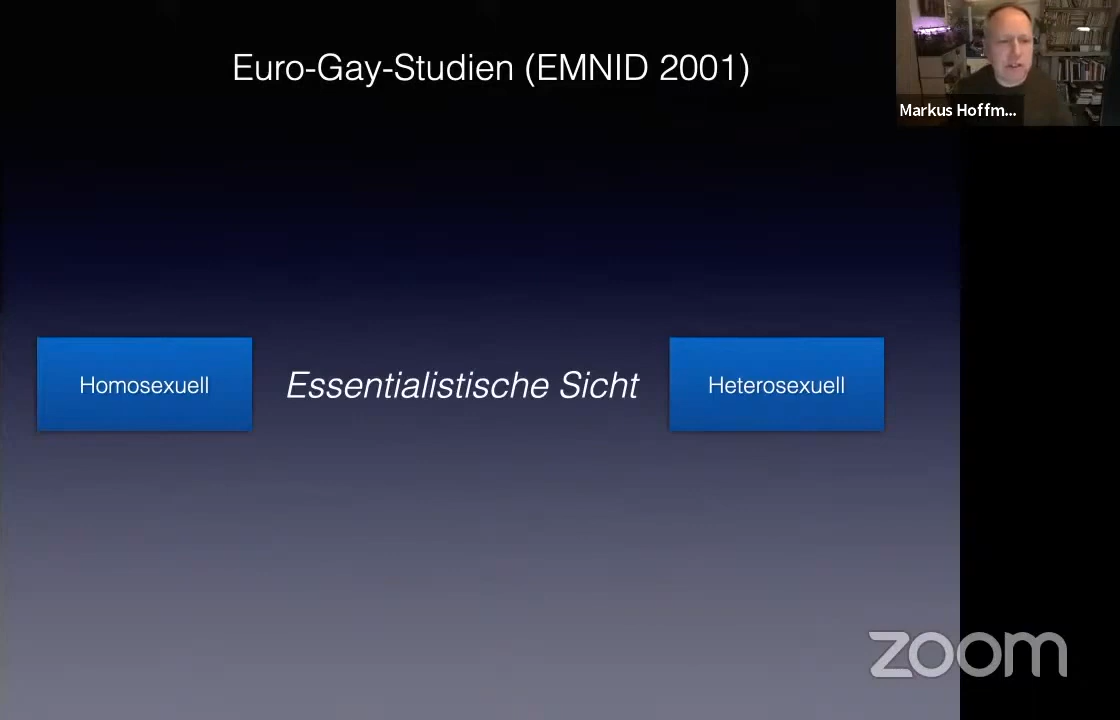 Euro-Gay-Studien (EMNID 2001)
Markus Hoffm...
Homosexuell
Essentialistische Sicht
Heterosexuell
zoom